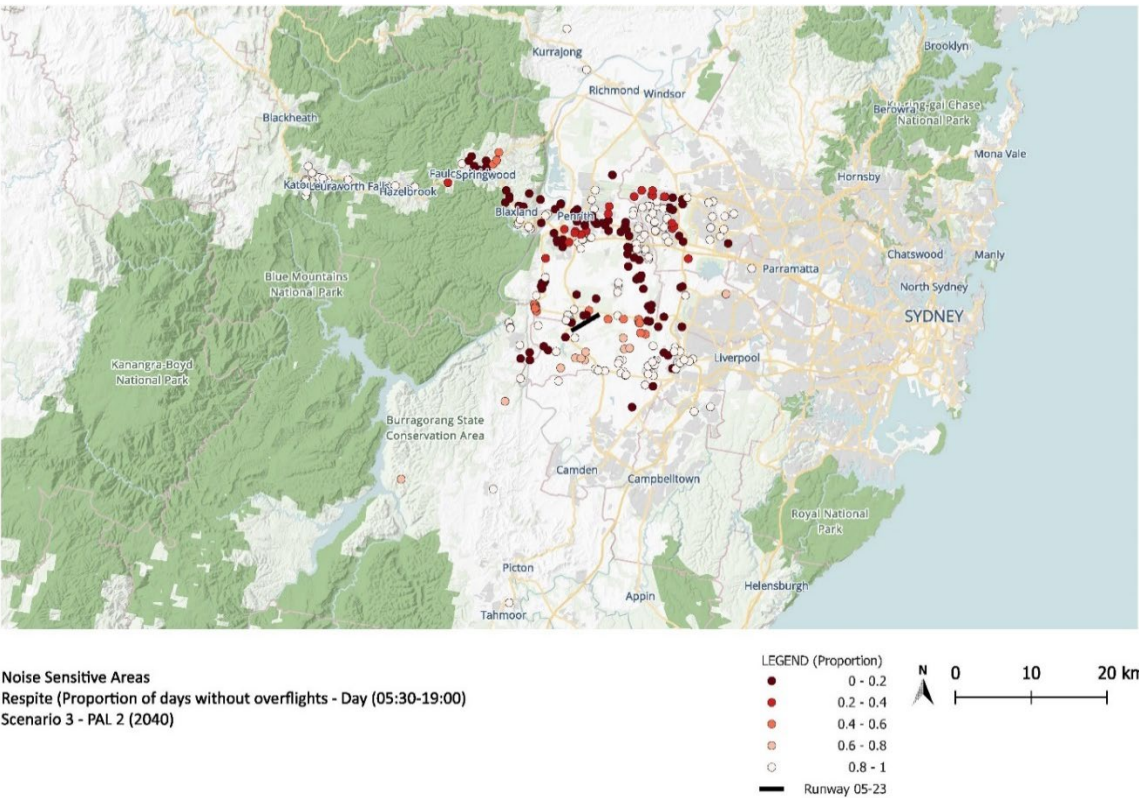 Brooklyn
Kurrajong
Richmond
Windsor
Berowra
Ku-ring-gai Chase
National Park
Blackheath
Mona Vale
Hornsby
Springwood
Hazelbrook
Blaxland
Penrith
Chatswood
Manly
Parramatta
Blue Mountains
National Park
North Sydney
SYDNEY
Liverpool
Kanangra-Boyd
National Park
Burragorang State
Conservation Area
Camden
Campbelltown
Royal National
Park
Picton
Helensburgh
Appin
Tahmoor
Noise Sensitive Areas
Respite (Proportion of days without overflights - Day (05:30-19:00)
Scenario 3 - PAL 2 (2040)
LEGEND (Proportion)
0 - 0.2
0.2 - 0.4
0.4 - 0.6
0.6 - 0.8
0.8 - 1
Runway 05-23
N
0 10 20 km